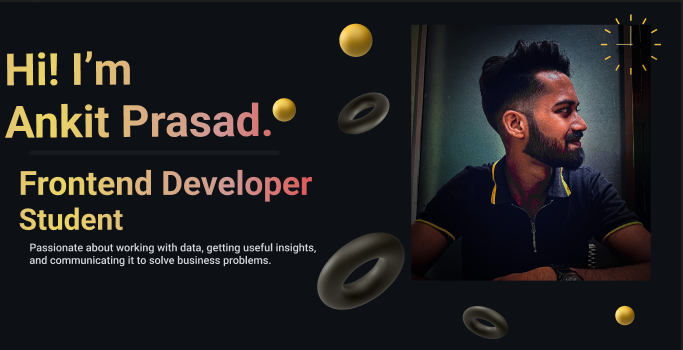 Hi! I’m
Ankit Prasad.
Frontend Developer
Student
Passionate about working with data, getting useful insights,
and communicating it to solve business problems.